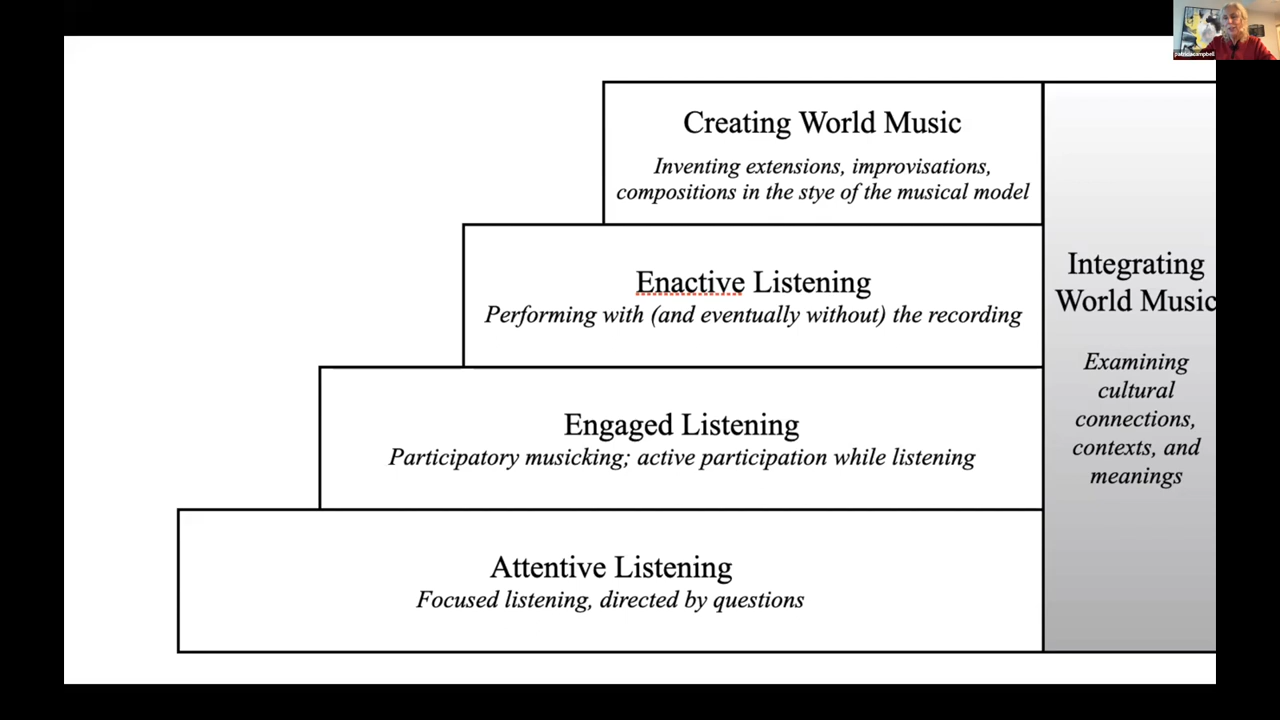 patriciacampbell
Creating World Music
Inventing extensions, improvisations,
compositions in the stye of the musical model
Enactive Listening
Performing with (and eventually without) the recording
Engaged Listening
Participatory musicking; active participation while listening
Attentive Listening
Focused listening, directed by questions
Integrating
World Music
Examining
cultural
connections,
contexts, and
meanings